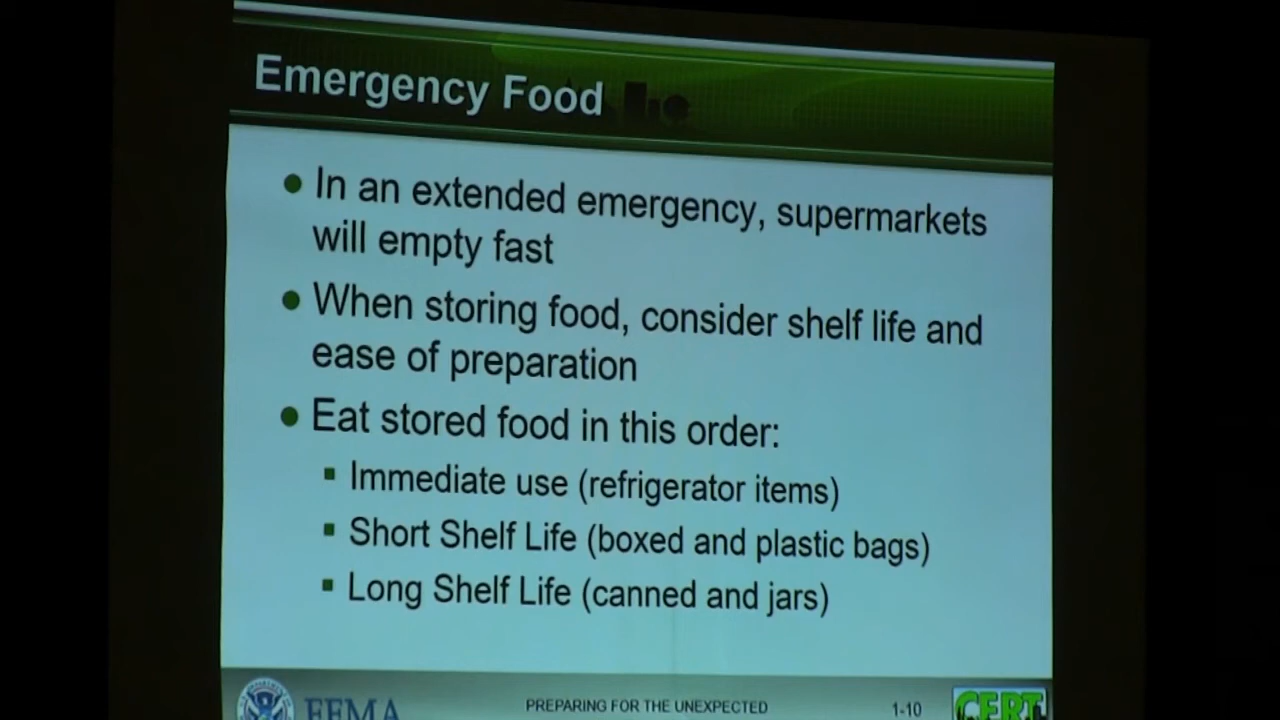 Emergency Food
• In an extended emergency, supermarkets
will empty fast
• When storing food, consider shelf life and
ease of preparation
• Eat stored food in this order:
▪ Immediate use (refrigerator items)
▪ Short Shelf Life (boxed and plastic bags)
▪ Long Shelf Life (canned and jars)
FEMA
PREPARING FOR THE UNEXPECTED
1-10
CERT